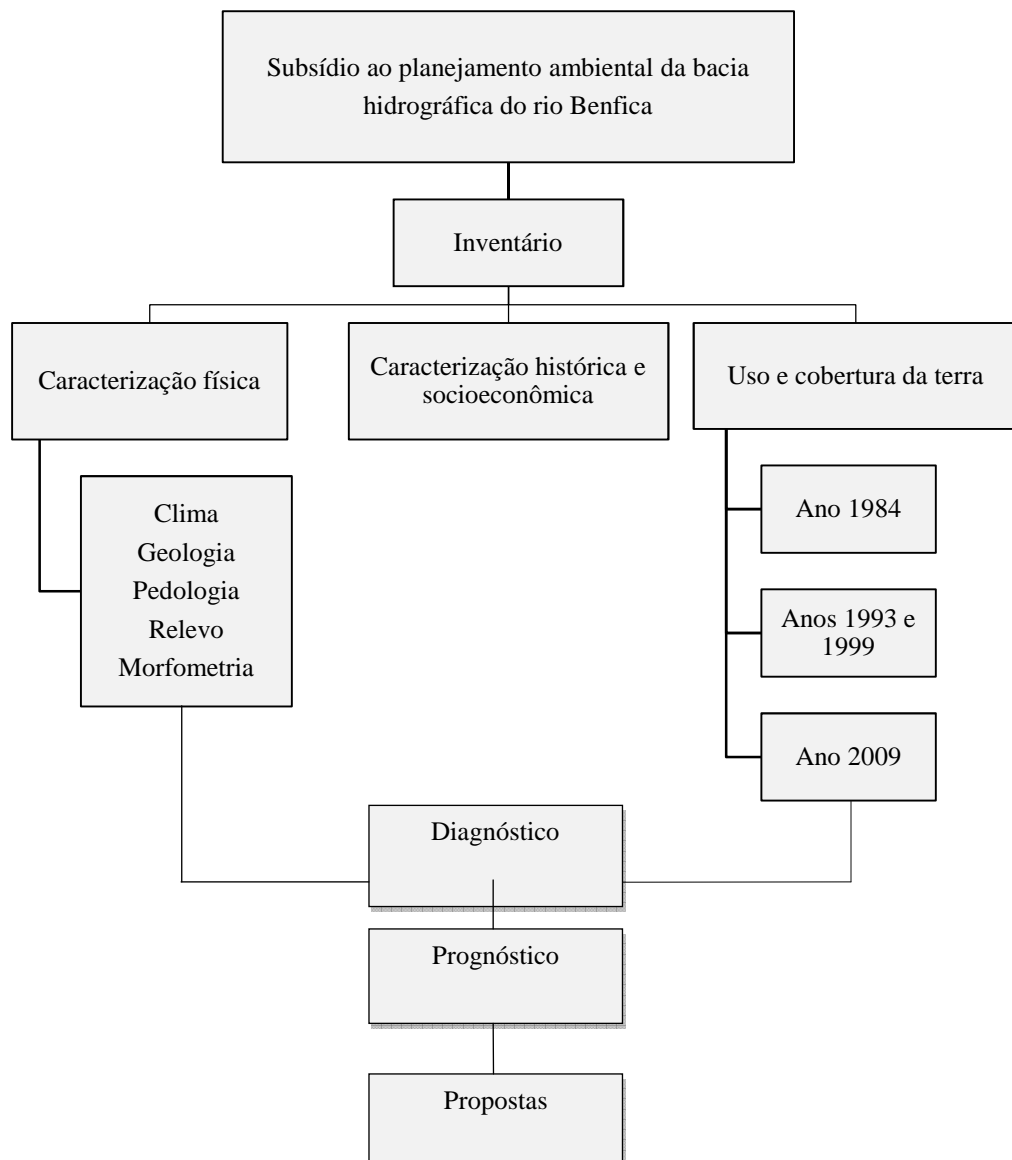 Subsídio ao planejamento ambiental da bacia
hidrográfica do rio Benfica
Inventário
Caracterização física
Caracterização histórica e
socioeconômica
Uso e cobertura da terra
Clima
Geologia
Pedologia
Relevo
Morfometria
Ano 1984
Anos 1993 e
1999
Ano 2009
Diagnóstico
Prognóstico
Propostas